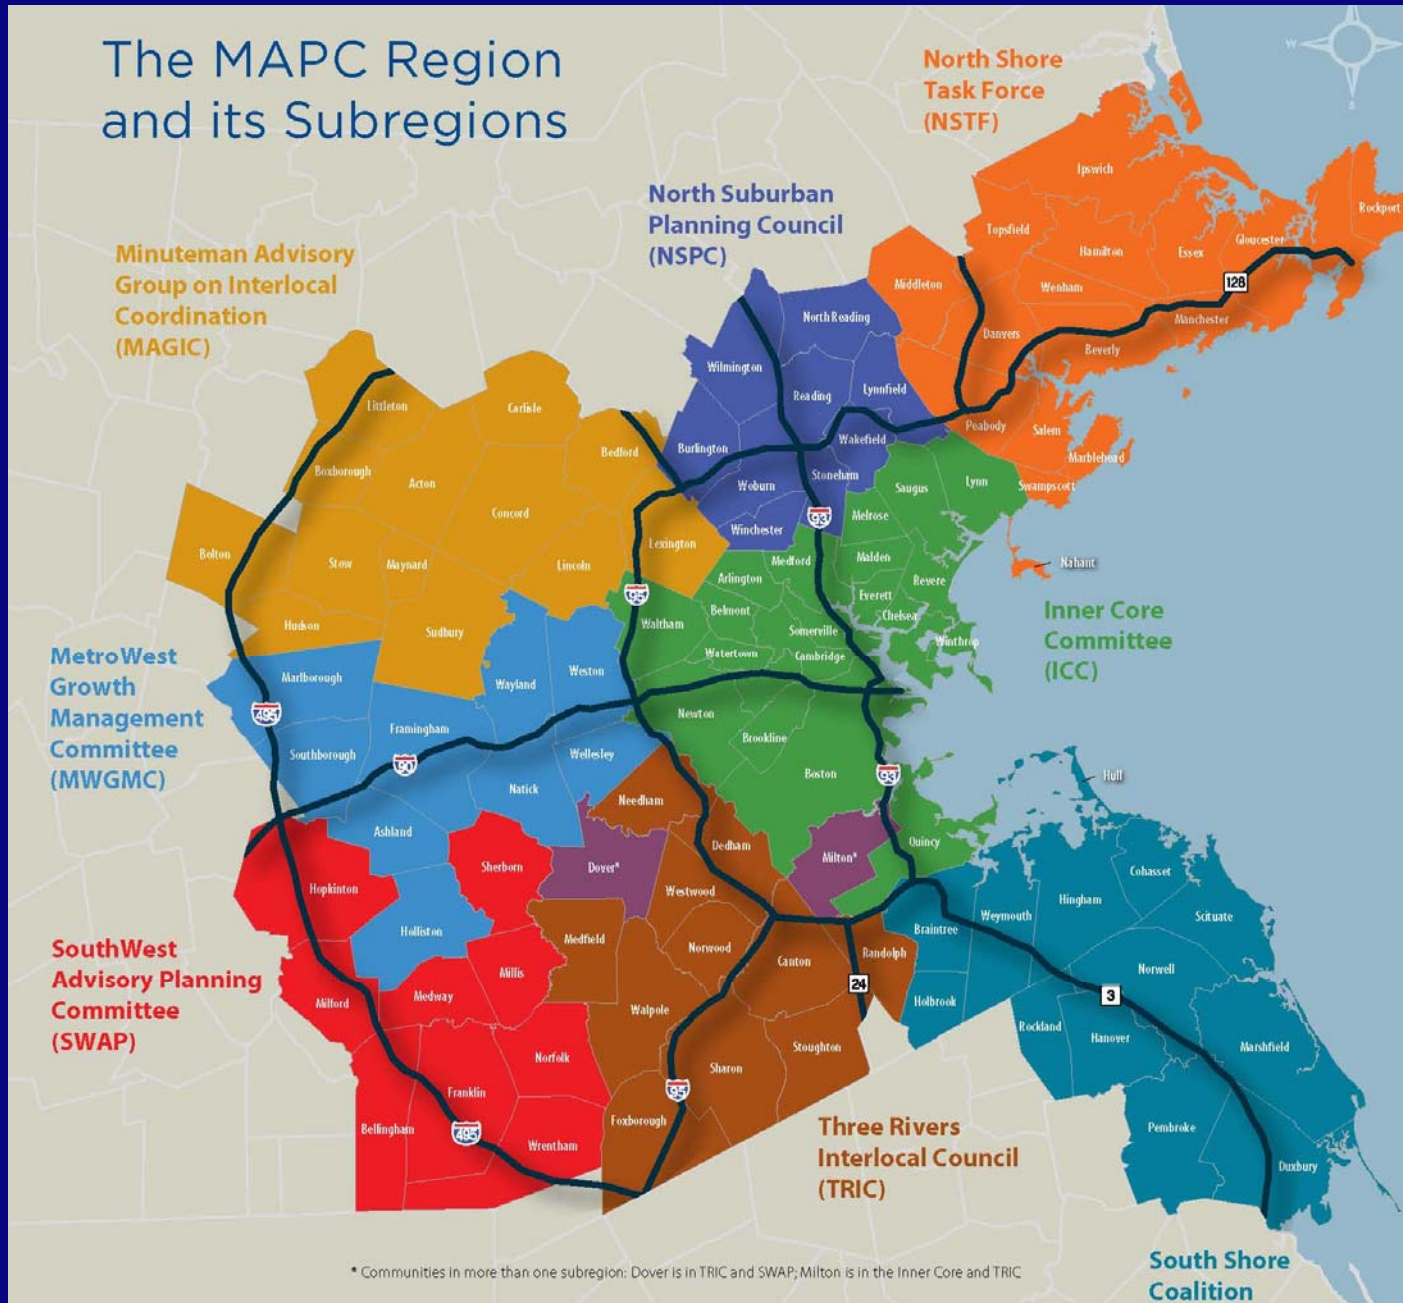 The MAPC Region
and its Subregions
North Shore
Task Force
(NSTF)
W
S
North Suburban
Planning Council
(NSPC)
Minuteman Advisory
Group on Interlocal
Coordination
(MAGIC)
Ipswich
Rockport
Topsfield
Gloucester
Hamilton
Essex
Middleton
Wenham
128
North Reading
Manchester
Danvers
Beverly
Wilmington
Lynnfield
Reading
Littleton
Carlisle
Peabody
Salem
Wakefield
Burlington
Bedford
Marblehead
Boxborough
Stoneham
Acton
Woburn
Saugus
Lynn
Swampscott
Concord
93
Melrose
Winchester
Lexington
Bolton
Malden
Medford
Stow
Maynard
Lincoln
Nahant
Arlington
Revere
95
Everett
Belmont
Chelsea
Inner Core
Committee
(ICC)
Hudson
Sudbury
Waltham
Somerville
Winthrop
Watertown
Cambridge
MetroWest
Growth
Management
Committee
(MWGMC)
Marlborough
Weston
Wayland
495
Newton
Framingham
Brookline
Southborough
Wellesley
90
Boston
93
Hull
Natick
Needham
Ashland
Quincy
Dedham
Milton*
Sherborn
Dover*
Cohasset
Hopkinton
Westwood
Hingham
Weymouth
Scituate
Holliston
Braintree
Medfield
Norwood
Randolph
SouthWest
Advisory Planning
Committee
(SWAP)
Canton
Norwell
Millis
24
Medway
3
Milford
Holbrook
Walpole
Rockland
Hanover
Stoughton
Marshfield
Norfolk
Sharon
Franklin
95
Foxborough
Bellingham
495
Pembroke
Wrentham
Three Rivers
Interlocal Council
(TRIC)
Duxbury
* Communities in more than one subregion: Dover is in TRIC and SWAP; Milton is in the Inner Core and TRIC
South Shore
Coalition